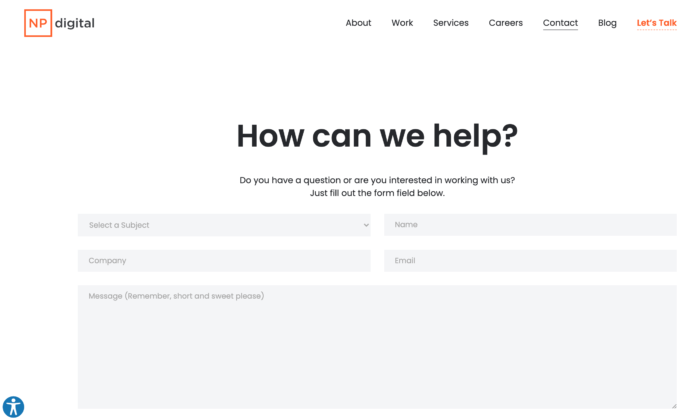 NP digital
About Work Services Careers Contact Blog Let's Talk
How can we help?
Do you have a question or are you interested in working with us?
Just fill out the form field below.
Select a Subject
Name
Company
Email
Message (Remember, short and sweet please)